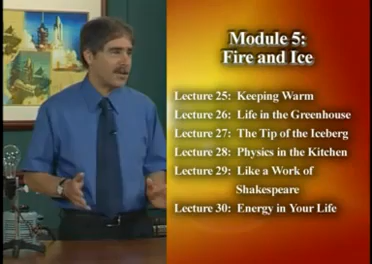 Module 5:
Fire and Ice
Lecture 25: Keeping Warm
Lecture 26: Life in the Greenhouse
Lecture 27: The Tip of the Iceberg
Lecture 28: Physics in the Kitchen
Lecture 29: Like a Work of
Shakespeare
Lecture 30: Energy in Your Life